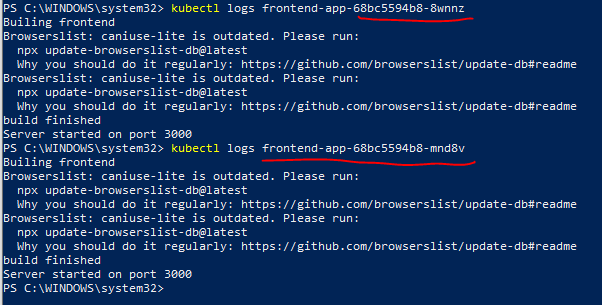 PS C:\WINDOWS\system32> kubectl logs frontend-app-68bc5594b8-8wnnz
Builing frontend
Browserslist: caniuse-lite is outdated. Please run:
  npx update-browserslist-db@latest
  Why you should do it regularly: https://github.com/browserslist/update-db#readme
Browserslist: caniuse-lite is outdated. Please run:
  npx update-browserslist-db@latest
  Why you should do it regularly: https://github.com/browserslist/update-db#readme
build finished
Server started on port 3000
PS C:\WINDOWS\system32> kubectl logs frontend-app-68bc5594b8-mnd8v
Builing frontend
Browserslist: caniuse-lite is outdated. Please run:
  npx update-browserslist-db@latest
  Why you should do it regularly: https://github.com/browserslist/update-db#readme
Browserslist: caniuse-lite is outdated. Please run:
  npx update-browserslist-db@latest
  Why you should do it regularly: https://github.com/browserslist/update-db#readme
build finished
Server started on port 3000
PS C:\WINDOWS\system32>